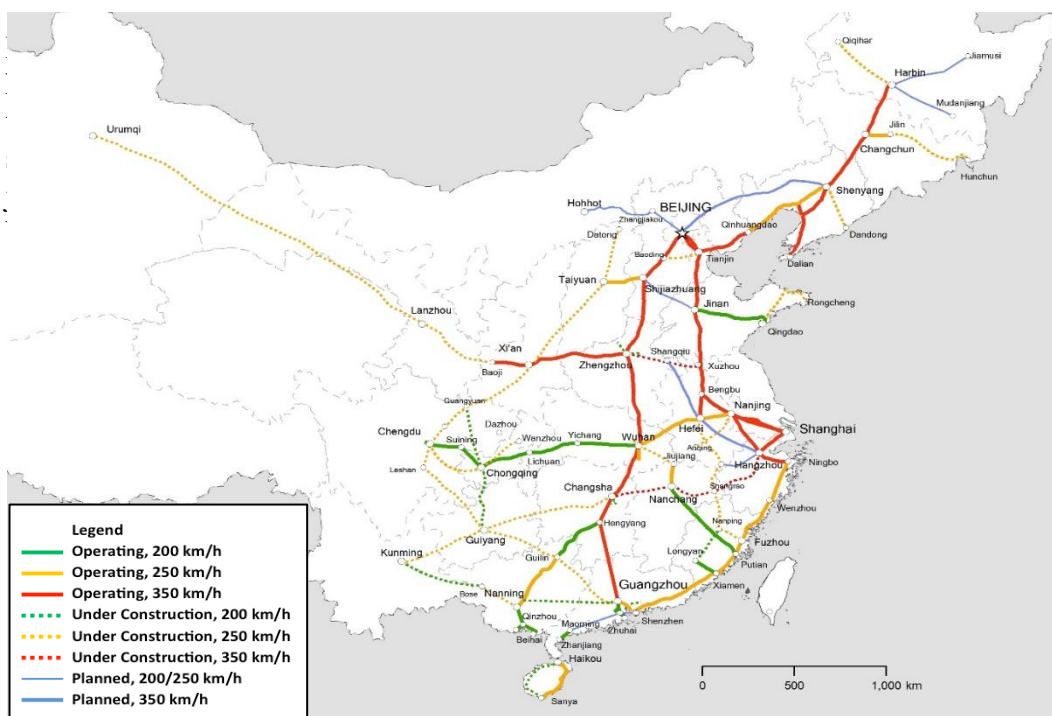 Qiqihar
Jiamusi
Harbin
Mudanjiang
Urumqi
Jilin
Changchun
Hunchun
Shenyang
Hohhot
BEIJING
Zhangjiakou
Qinhuangdao
Datong
Dandong
Baoding
Tianjin
Dalian
Taiyuan
Shijiazhuang
Jinan
Rongcheng
Lanzhou
Qingdao
Xi'an
Shangqiu
Zhengzhou
Xuzhou
Baoji
Bengbu
Guangyuan
Nanjing
Dazhou
Shanghai
Chengdu
Suining
Wanzhou
Yichang
Wuhan
Hefei
Anqing
Lichuan
Jiujiang
Hangzhou
Ningbo
Leshan
Chongqing
Changsha
Nanchang
Shangrao
Wenzhou
Hengyang
Nanping
Guiyang
Fuzhou
Kunming
Guilin
Longyan
Putian
Guangzhou
Xiamen
Bose
Nanning
Qinzhou
Maoming
Shenzhen
Beihai
Zhuhai
Zhanjiang
Haikou
Sanya
0 500 1,000 km
Legend
Operating, 200 km/h
Operating, 250 km/h
Operating, 350 km/h
Under Construction, 200 km/h
Under Construction, 250 km/h
Under Construction, 350 km/h
Planned, 200/250 km/h
Planned, 350 km/h